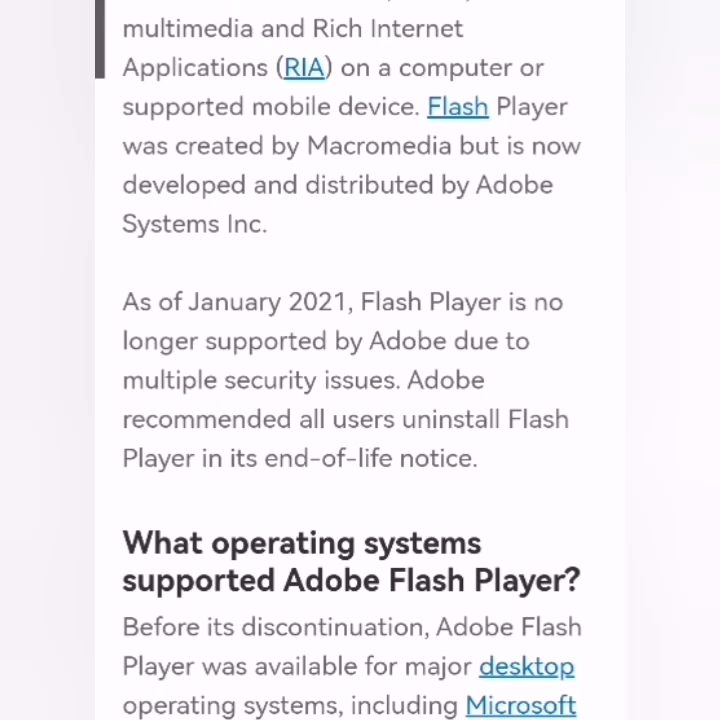 multimedia and Rich Internet
Applications (RIA) on a computer or
supported mobile device. Flash Player
was created by Macromedia but is now
developed and distributed by Adobe
Systems Inc.
As of January 2021, Flash Player is no
longer supported by Adobe due to
multiple security issues. Adobe
recommended all users uninstall Flash
Player in its end-of-life notice.
What operating systems
supported Adobe Flash Player?
Before its discontinuation, Adobe Flash
Player was available for major desktop
operating systems, including Microsoft